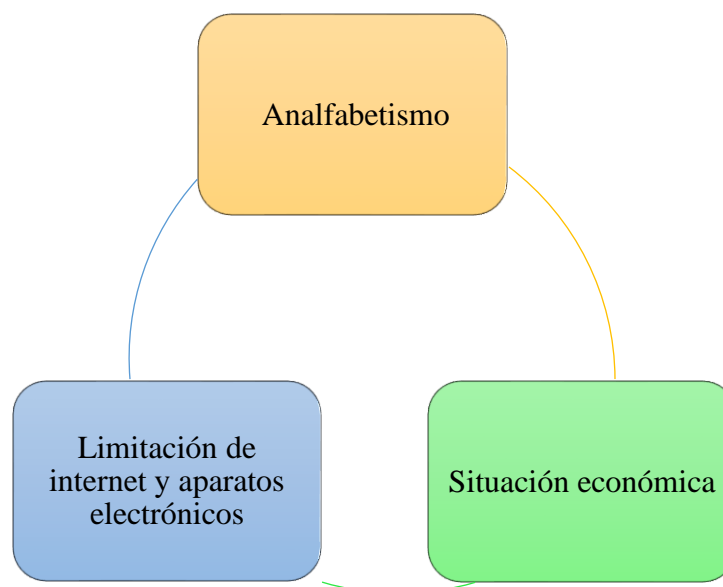 Analfabetismo
Limitación de
internet y aparatos
electrónicos
Situación económica